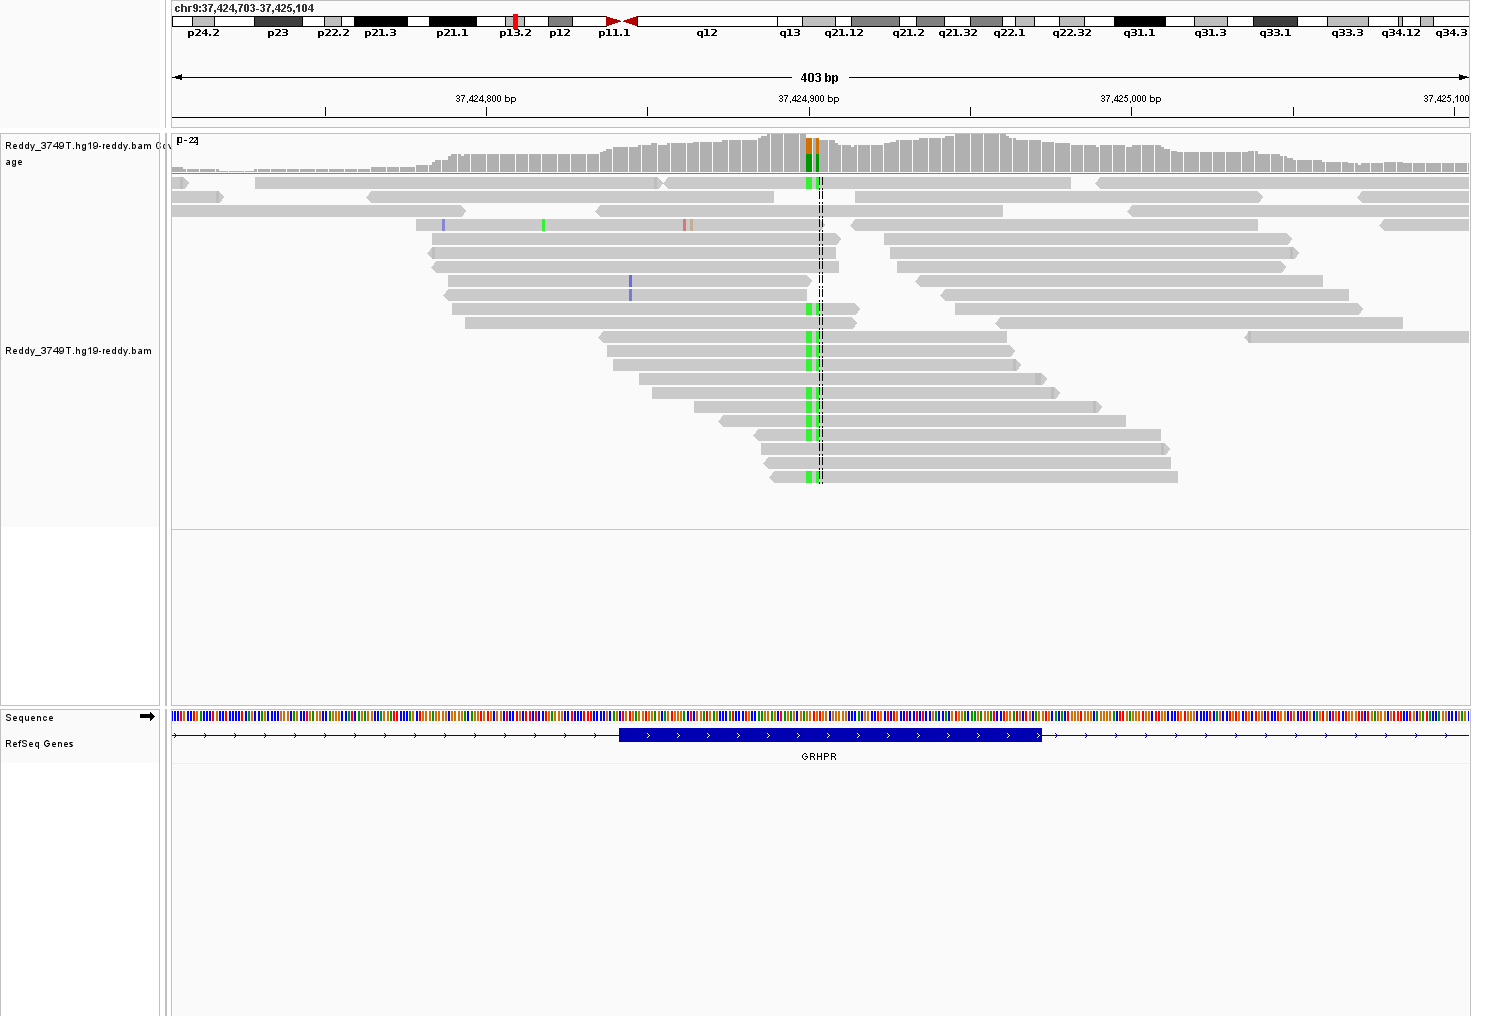 chr9:37,424,703-37,425,104
p24.2 p23 p22.2 p21.3 p21.1 p13.2 p12 p11.1 q12 q13 q21.12 q21.2 q21.32 q22.1 q22.32 q31.1 q31.3 q33.1 q33.3 q34.12 q34.3
403 bp
37,424,800 bp 37,424,900 bp 37,425,000 bp 37,425,100
Reddy_3749T.hg19-reddy.bam Cov
age
[0-22]
Reddy_3749T.hg19-reddy.bam
Sequence
RefSeq Genes
GRHPR